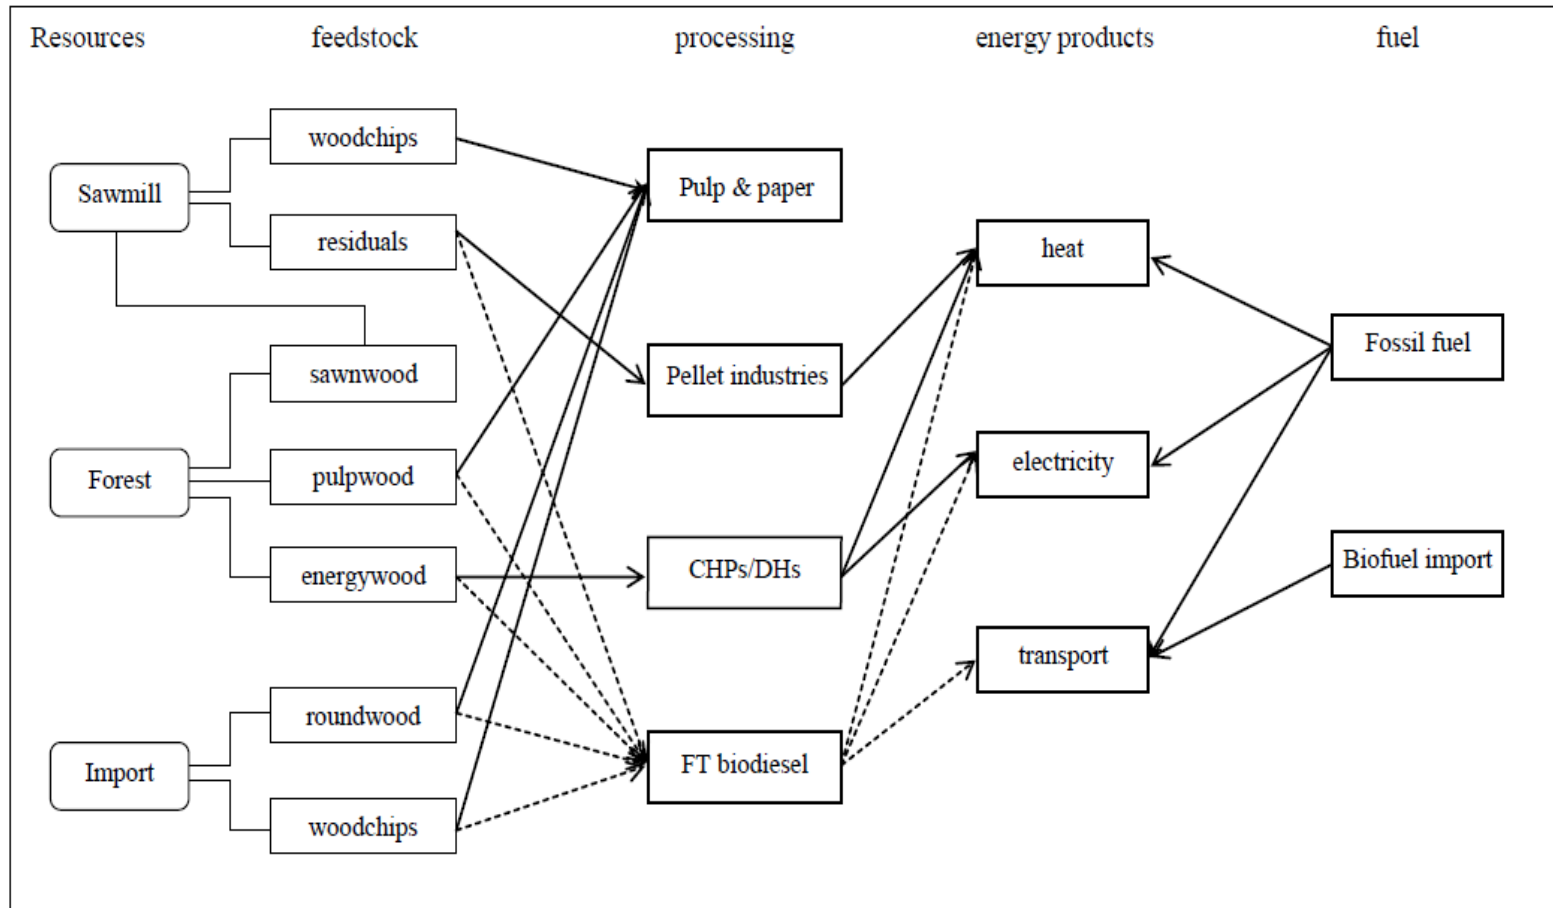 Resources feedstock processing energy products fuel
woodchips
Sawmill
residuals
sawnwood
Forest
pulpwood
energywood
roundwood
Import
woodchips
Pulp & paper
Pellet industries
CHPs/DHs
FT biodiesel
heat
electricity
transport
Fossil fuel
Biofuel import